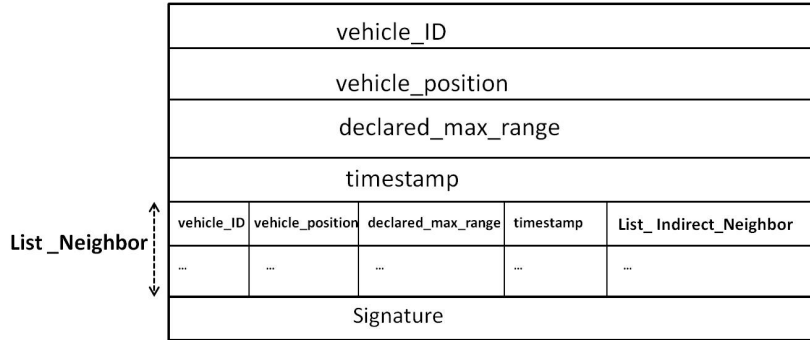 vehicle_ID
vehicle_position
declared_max_range
timestamp
List _Neighbor
vehicle_ID vehicle_position declared_max_range timestamp List_ Indirect_Neighbor
... ... ... ... ...
Signature